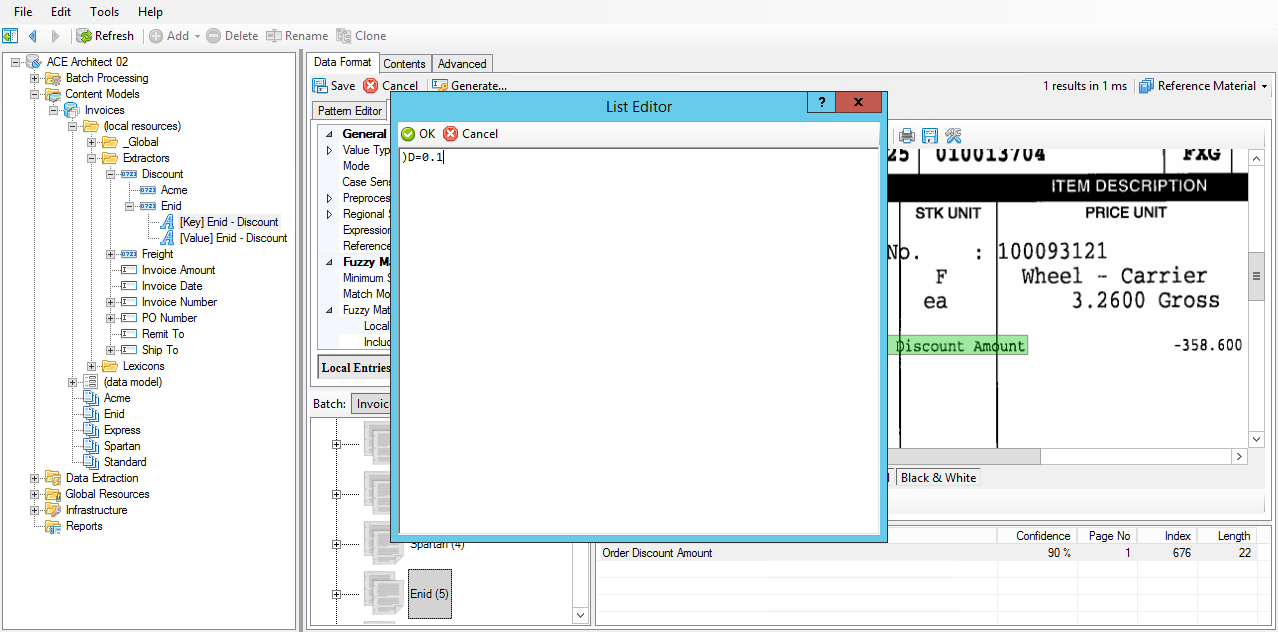 File Edit Tools Help
Refresh Add Delete Rename Clone
ACE Architect 02
Batch Processing
Content Models
Invoices
(local resources)
_Global
Extractors
Discount
Acme
Enid
[Key] Enid - Discount
[Value] Enid - Discount
Freight
Invoice Amount
Invoice Date
Invoice Number
PO Number
Remit To
Ship To
Lexicons
(data model)
Acme
Enid
Express
Spartan
Standard
Data Extraction
Global Resources
Infrastructure
Reports
Data Format Contents Advanced
Save Cancel Generate...
1 results in 1 ms Reference Material
Pattern Editor
General
Value Typ
Mode
Case Sens
Preproces
Regional S
Expression
Reference
Fuzzy Ma
Minimum S
Match Mo
Fuzzy Mat
Local
Includ
Local Entries
Batch: Invoic
Spartan (4)
Enid (5)
List Editor
? x
OK Cancel
)D=0.1
25 010013704 FXG
ITEM DESCRIPTION
STK UNIT PRICE UNIT
No. : 100093121
F Wheel - Carrier
ea 3.2600 Gross
Discount Amount -358.600
Black & White
Confidence Page No Index Length
Order Discount Amount 90 % 1 676 22